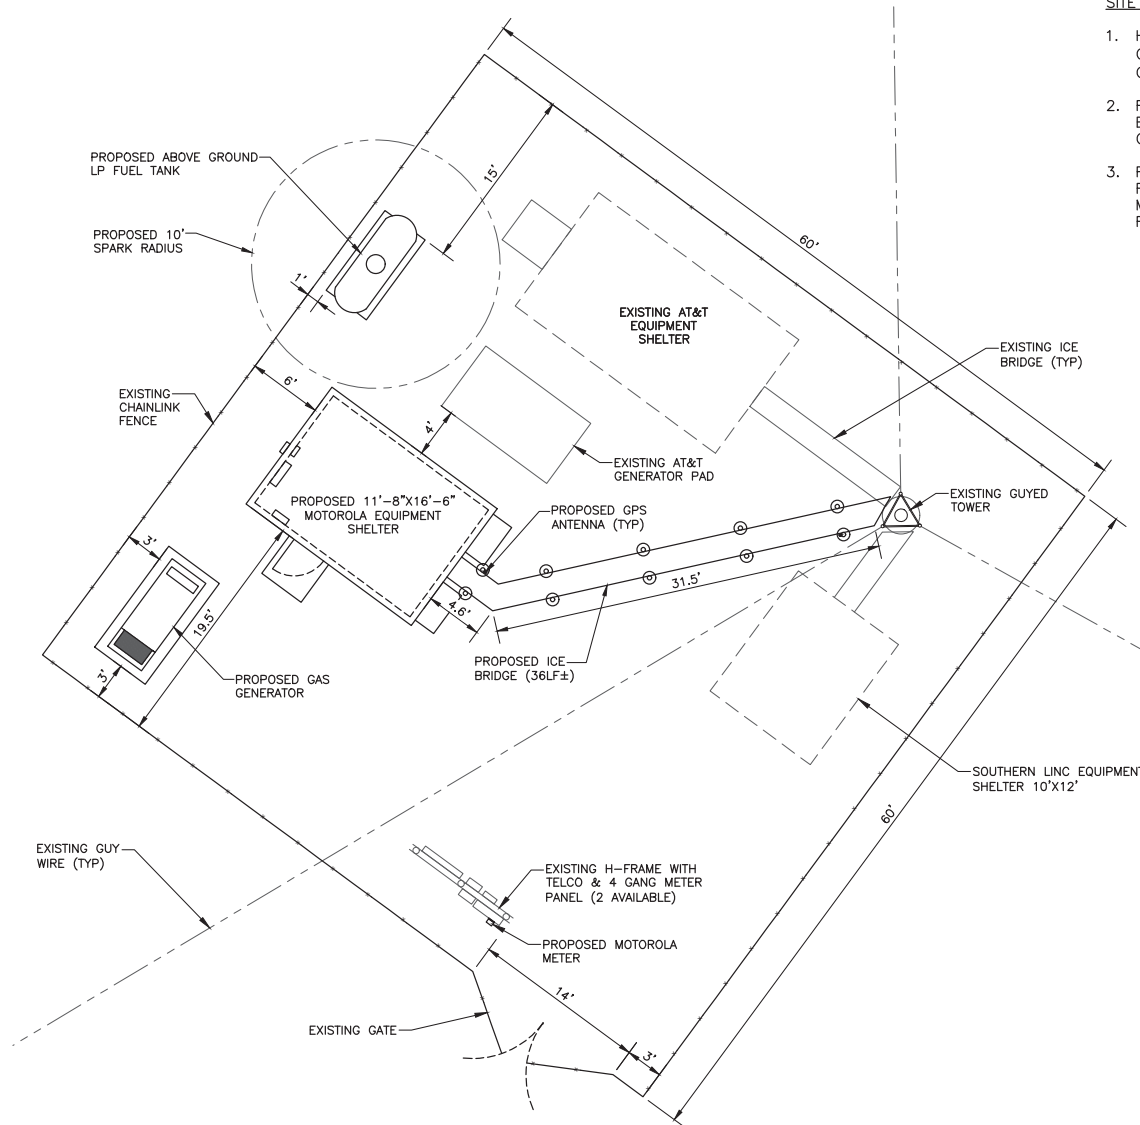 SITE
1. H
2. F
E
3. F
F
M
F
PROPOSED ABOVE GROUND
LP FUEL TANK
15'
PROPOSED 10'
SPARK RADIUS
60'
1'
EXISTING AT&T
EQUIPMENT
SHELTER
EXISTING ICE
BRIDGE (TYP)
6'
EXISTING
CHAINLINK
FENCE
4'
EXISTING AT&T
GENERATOR PAD
PROPOSED 11'-8"X16'-6"
MOTOROLA EQUIPMENT
SHELTER
PROPOSED GPS
ANTENNA (TYP)
EXISTING GUYED
TOWER
3'
31.5'
4.6'
19.5'
PROPOSED ICE
BRIDGE (36LF±)
3'
PROPOSED GAS
GENERATOR
SOUTHERN LINC EQUIPMENT
SHELTER 10'X12'
60'
EXISTING GUY
WIRE (TYP)
EXISTING H-FRAME WITH
TELCO & 4 GANG METER
PANEL (2 AVAILABLE)
PROPOSED MOTOROLA
METER
14'
EXISTING GATE
3'